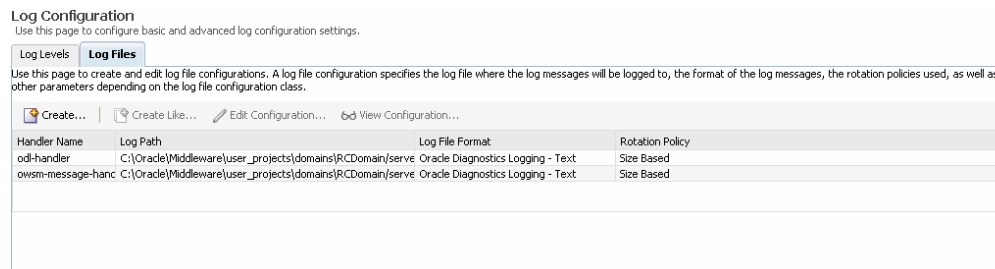 Log Configuration
Use this page to configure basic and advanced log configuration settings.
Log Levels Log Files
Use this page to create and edit log file configurations. A log file configuration specifies the log file where the log messages will be logged to, the format of the log messages, the rotation policies used, as well as
other parameters depending on the log file configuration class.
Create... Create Like... Edit Configuration... View Configuration...
Handler Name Log Path Log File Format Rotation Policy
odl-handler C:\Oracle\Middleware\user_projects\domains\RCDomain/serve Oracle Diagnostics Logging - Text Size Based
owsm-message-hanc C:\Oracle\Middleware\user_projects\domains\RCDomain/serve Oracle Diagnostics Logging - Text Size Based